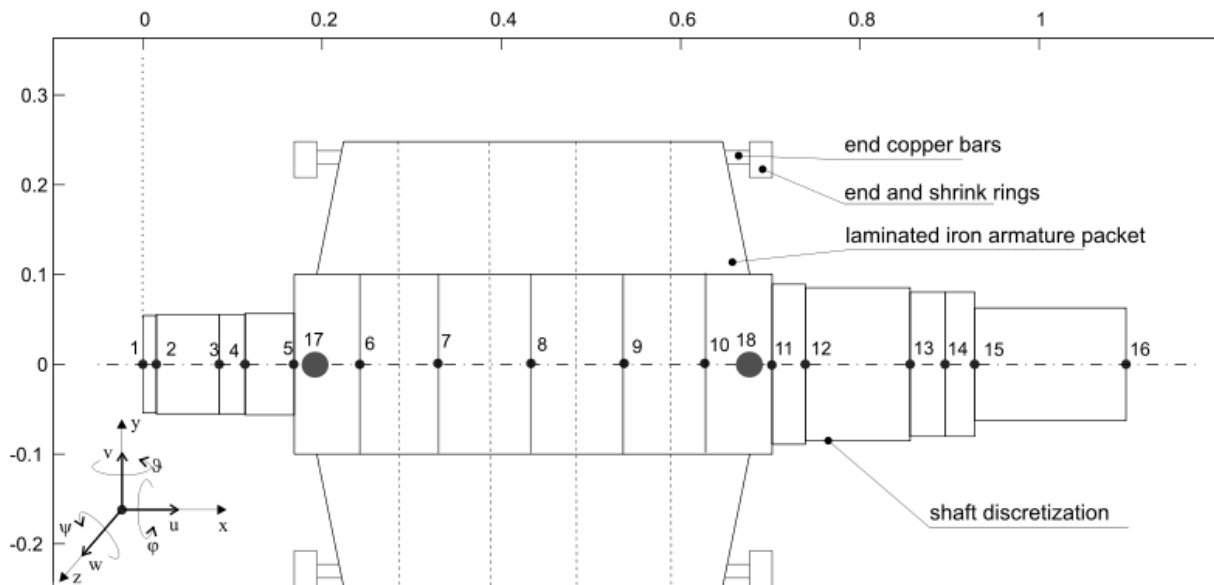 0 0.2 0.4 0.6 0.8 1
0.3
end copper bars
0.2
end and shrink rings
laminated iron armature packet
0.1
1 2 3 4 5 17 6 7 8 9 10 18 11 12 13 14 15 16
0
-0.1
y
v ϑ
ψ u x
w φ
z
shaft discretization
-0.2